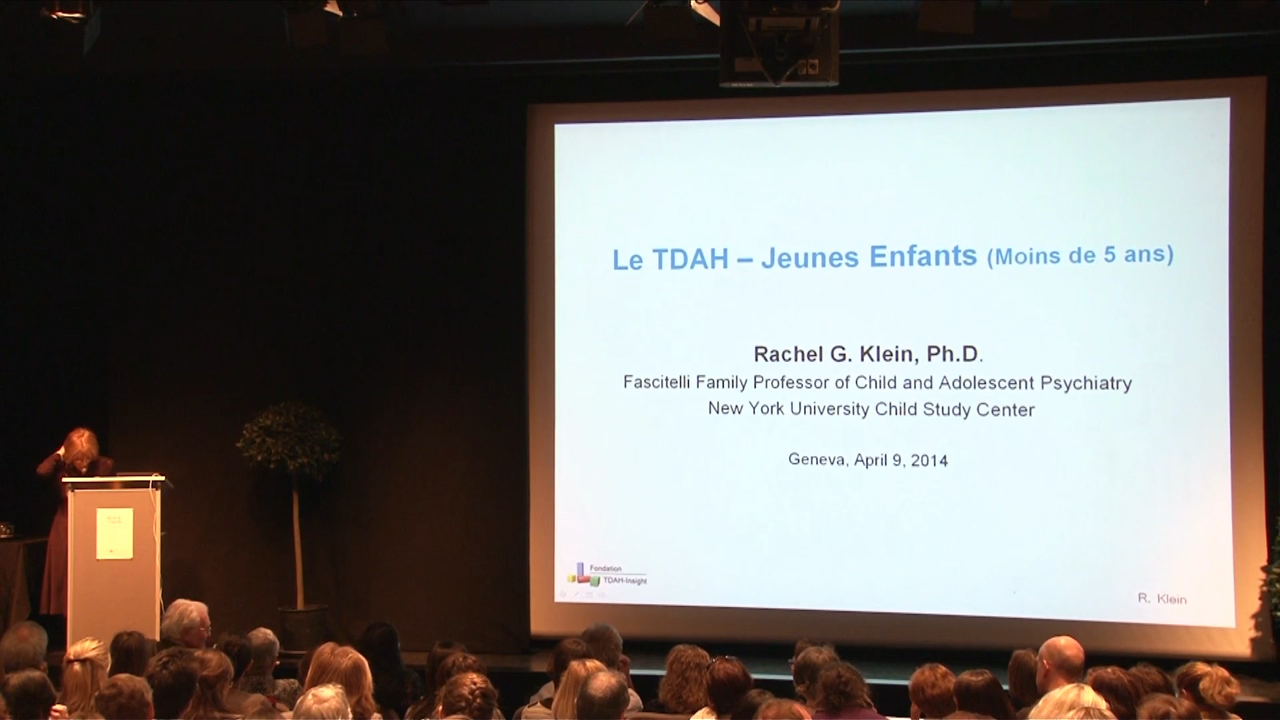 Le TDAH – Jeunes Enfants (Moins de 5 ans)
Rachel G. Klein, Ph.D.
Fascitelli Family Professor of Child and Adolescent Psychiatry
New York University Child Study Center
Geneva, April 9, 2014
Fondation
TDAH-Insight
R. Klein